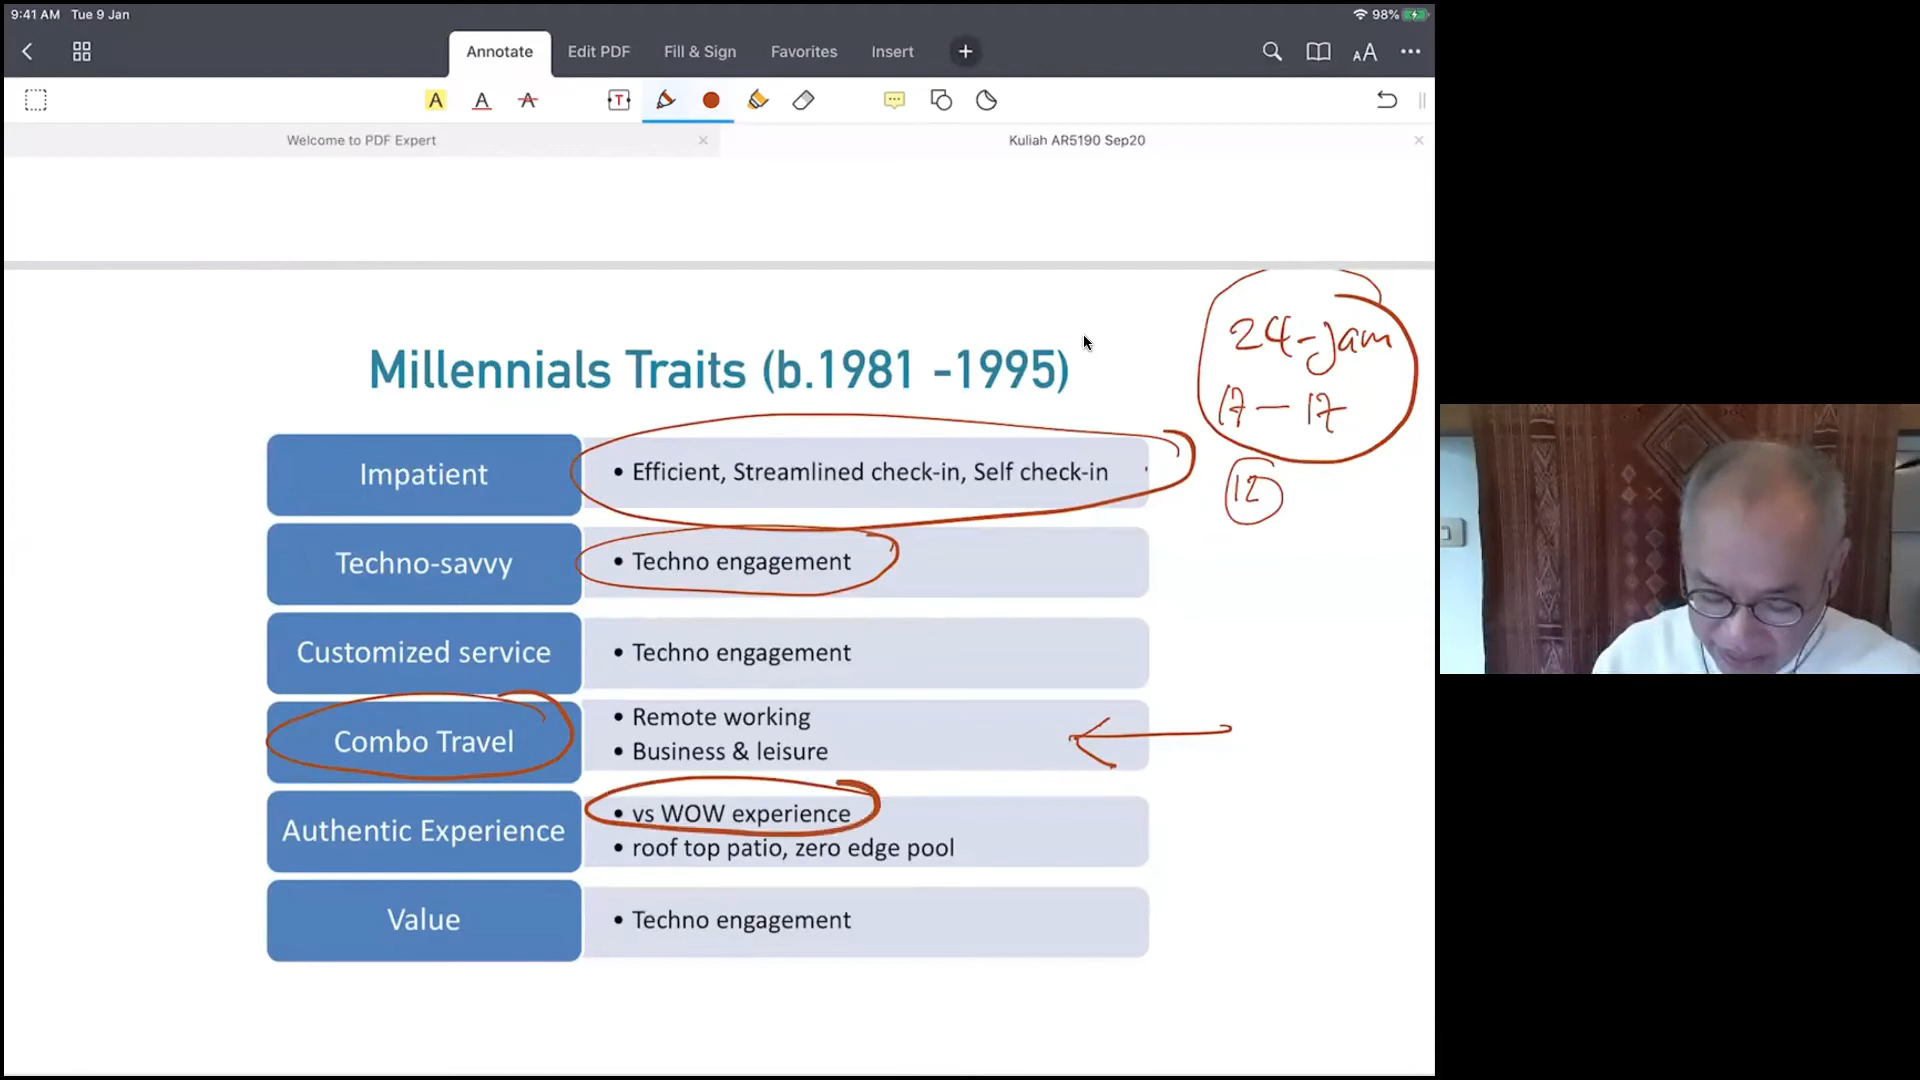 9:41 AM Tue 9 Jan
98%
Annotate Edit PDF Fill & Sign Favorites Insert
AA
A A A T
Welcome to PDF Expert
Kuliah AR5190 Sep20
24-jam
17 - 17
12
Millennials Traits (b.1981 -1995)
Impatient
• Efficient, Streamlined check-in, Self check-in
Techno-savvy
• Techno engagement
Customized service
• Techno engagement
Combo Travel
• Remote working
• Business & leisure
Authentic Experience
• vs WOW experience
• roof top patio, zero edge pool
Value
• Techno engagement